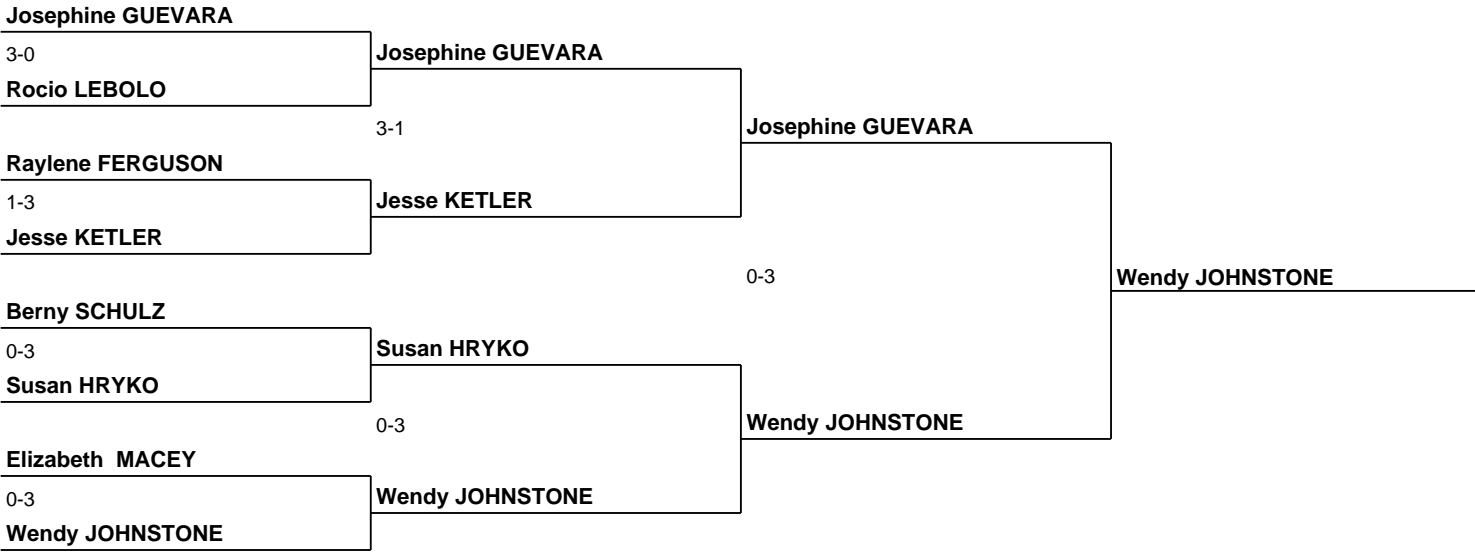 Josephine GUEVARA
3-0
Josephine GUEVARA
Rocio LEBOLO
3-1
Josephine GUEVARA
Raylene FERGUSON
1-3
Jesse KETLER
Jesse KETLER
0-3
Wendy JOHNSTONE
Berny SCHULZ
0-3
Susan HRYKO
Susan HRYKO
0-3
Wendy JOHNSTONE
Elizabeth  MACEY
0-3
Wendy JOHNSTONE
Wendy JOHNSTONE